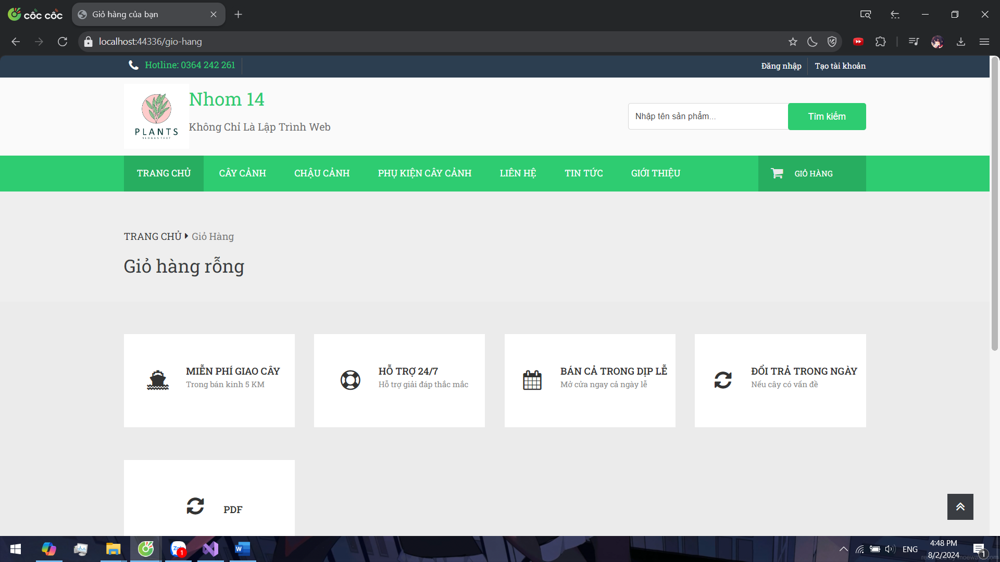 cốc cốc
Giỏ hàng của bạn
localhost:44336/gio-hang
Hotline: 0364 242 261
Đăng nhập
Tạo tài khoản
PLANTS
SLOGAN TEXT
Nhom 14
Không Chỉ Là Lập Trình Web
Nhập tên sản phẩm...
Tìm kiếm
TRANG CHỦ
CÂY CẢNH
CHẬU CẢNH
PHỤ KIỆN CÂY CẢNH
LIÊN HỆ
TIN TỨC
GIỚI THIỆU
GIỎ HÀNG
TRANG CHỦ Giỏ Hàng
Giỏ hàng rỗng
MIỄN PHÍ GIAO CÂY
Trong bán kinh 5 KM
HỖ TRỢ 24/7
Hỗ trợ giải đáp thắc mắc
BÁN CẢ TRONG DỊP LỄ
Mở cửa ngay cả ngày lễ
ĐỔI TRẢ TRONG NGÀY
Nếu cây có vấn đề
PDF
1
W
ENG
4:48 PM
8/2/2024
1